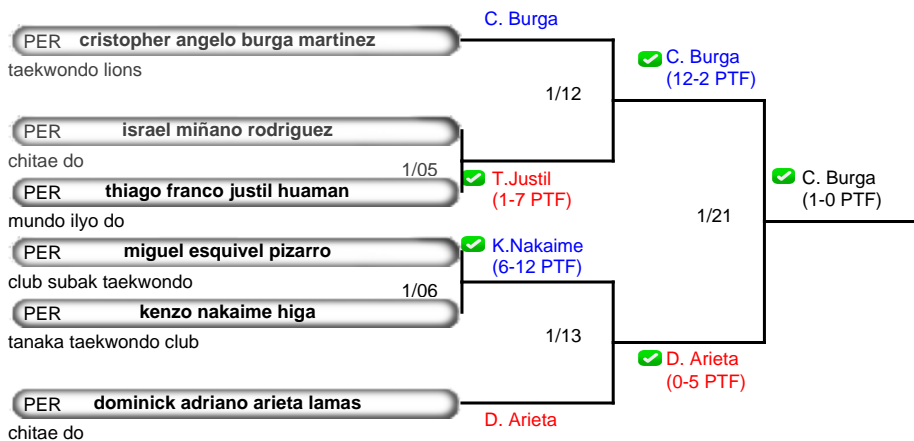 C. Burga
PER cristopher angelo burga martinez
taekwondo lions
C. Burga
(12-2 PTF)
1/12
PER israel miñano rodriguez
chitae do
1/05
PER thiago franco justil huaman
mundo ilyo do
T.Justil
(1-7 PTF)
C. Burga
(1-0 PTF)
1/21
PER miguel esquivel pizarro
club subak taekwondo
K.Nakaime
(6-12 PTF)
1/06
PER kenzo nakaime higa
tanaka taekwondo club
1/13
D. Arieta
(0-5 PTF)
PER dominick adriano arieta lamas
chitae do
D. Arieta